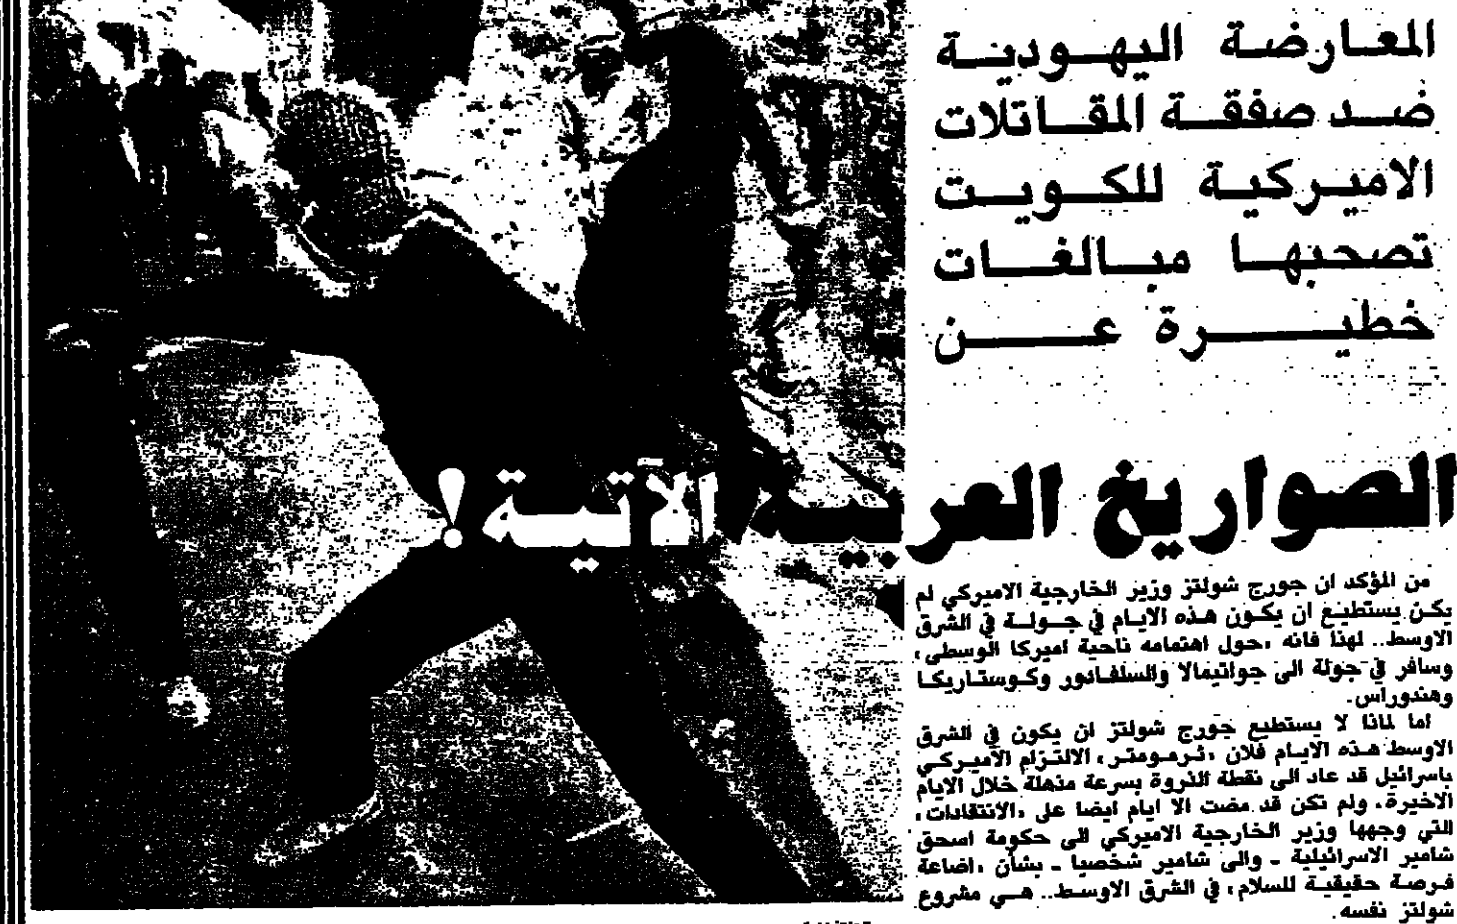 المعارضة اليهودية
ضد صفقة المقاتلات
الاميركية للكويت
تصحبها مبالغات
خطيرة عن
الصواريخ العربية الآتية!
من المؤكد ان جورج شولتز وزير الخارجية الاميركي لم
يكن يستطيع ان يكون هذه الايام في جولة في الشرق
الاوسط.. لهذا فانه «حول اهتمامه ناحية اميركا الوسطى»
وسافر في جولة الى جواتيمالا والسلفادور وكوستاريكا
وهندوراس.
اما لماذا لا يستطيع جورج شولتز ان يكون في الشرق
الاوسط هذه الايام فلان «ثرمومتر» الالتزام الاميركي
باسرائيل قد عاد الى نقطة الذروة بسرعة مذهلة خلال الايام
الاخيرة. ولم تكن قد مضت الا ايام ايضا على «الانتقادات»
التي وجهها وزير الخارجية الاميركي الى حكومة اسحق
شامير الاسرائيلية ـ والى شامير شخصيا ـ بشأن «اضاعة
فرصة حقيقية للسلام» في الشرق الاوسط.. هي مشروع
شولتز نفسه.